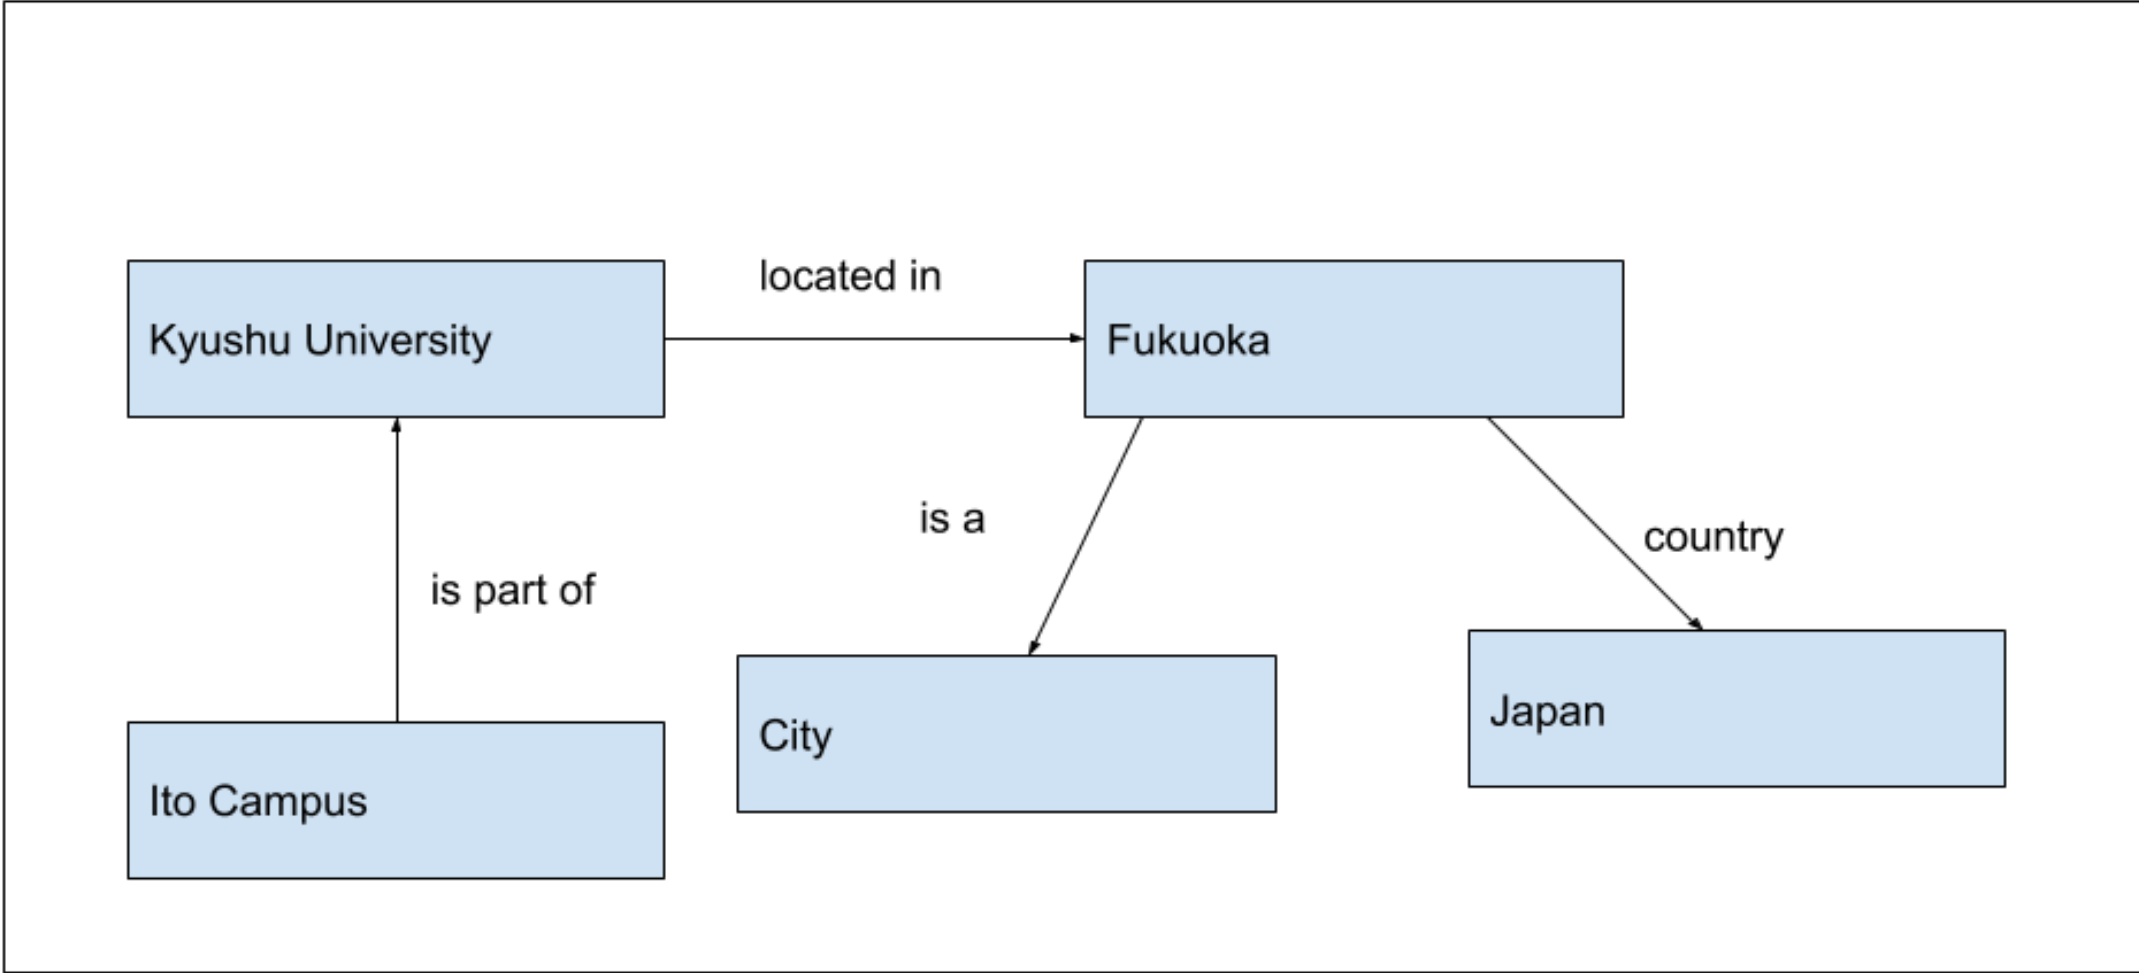 located in
Kyushu University
Fukuoka
is a
country
is part of
City
Japan
Ito Campus